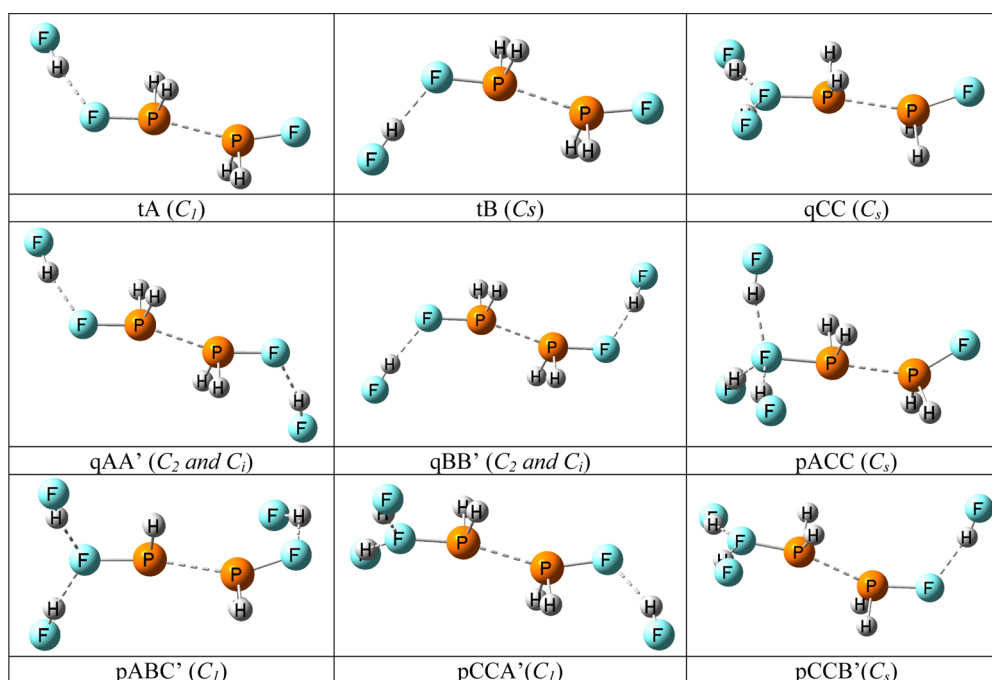 F
H
H H
F P
P F
H H
tA (C1)
H H
F P
P F
H
H H
F
tB (Cs)
F H
H H
F P
P F
F
H H
qCC (Cs)
F
H
H H
F P
P F
H H
H
F
qAA' (C2 and Ci)
F
H H H
F P
P F
H
H H
F
qBB' (C2 and Ci)
F
H
H H
F P
F
P
H H
F F
H H
pACC (Cs)
F
H H
F H
F P
P F
H H
F
pABC' (C1)
F
H H H
F P
H
F
P F
H H H
F
pCCA'(C1)
F
H H H
F P
H
F
F
H
P F
H H
pCCB'(Cs)